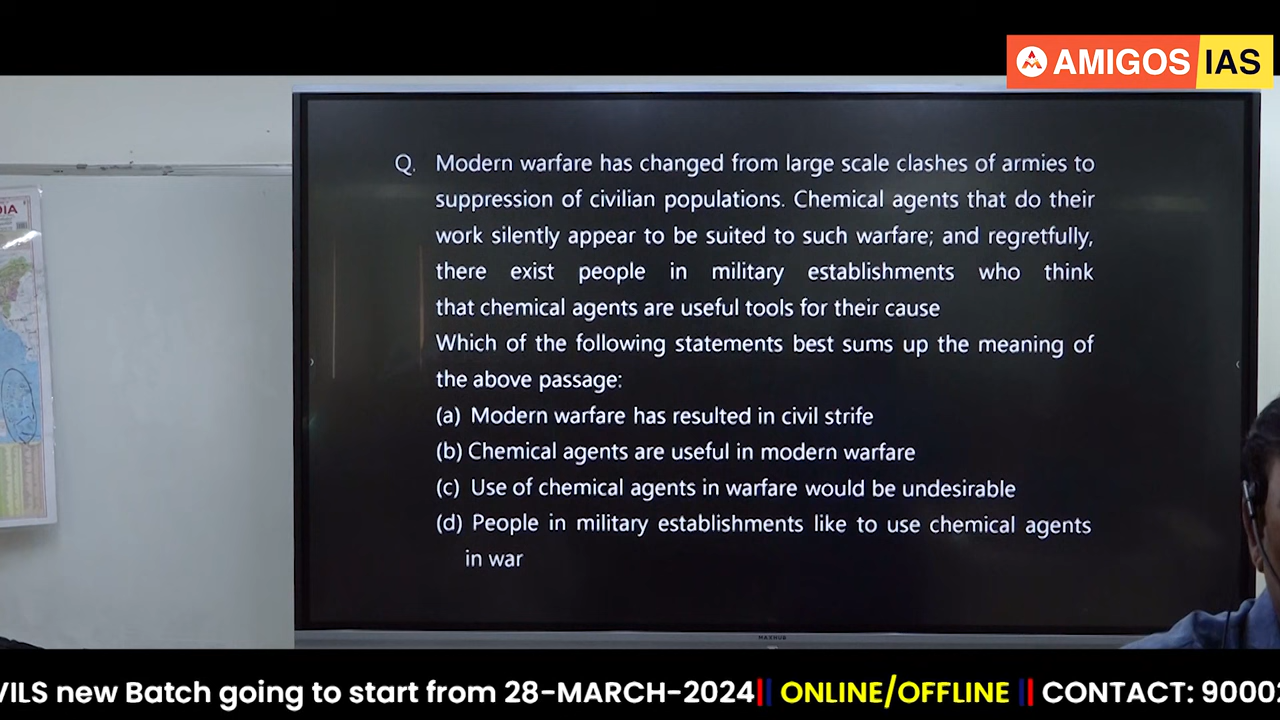 AMIGOS IAS
Q. Modern warfare has changed from large scale clashes of armies to
suppression of civilian populations. Chemical agents that do their
work silently appear to be suited to such warfare; and regretfully,
there exist people in military establishments who think
that chemical agents are useful tools for their cause
Which of the following statements best sums up the meaning of
the above passage:
(a) Modern warfare has resulted in civil strife
(b) Chemical agents are useful in modern warfare
(c) Use of chemical agents in warfare would be undesirable
(d) People in military establishments like to use chemical agents
in war
MAXHUB
VILS new Batch going to start from 28-MARCH-2024|| ONLINE/OFFLINE || CONTACT: 9000